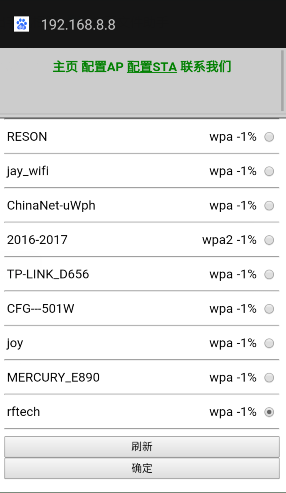 192.168.8.8
主页 配置AP 配置STA 联系我们
RESON wpa -1%
jay_wifi wpa -1%
ChinaNet-uWph wpa -1%
2016-2017 wpa2 -1%
TP-LINK_D656 wpa -1%
CFG---501W wpa -1%
joy wpa -1%
MERCURY_E890 wpa -1%
rftech wpa -1%
刷新
确定